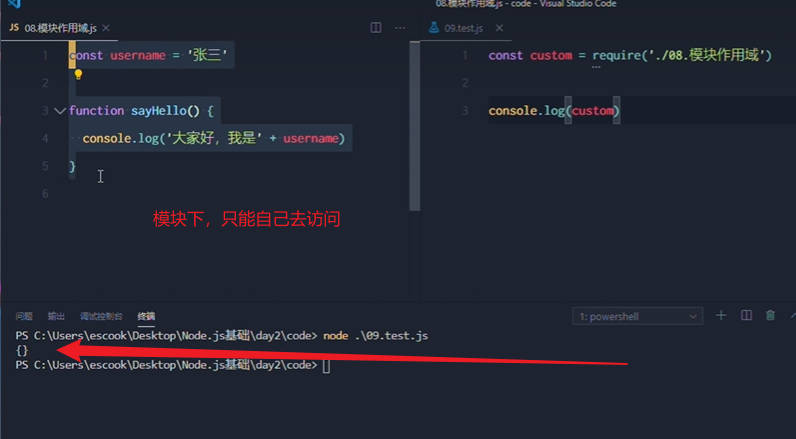 08.模块作用域.js - code - Visual Studio Code
JS 08.模块作用域.js ×
1 const username = '张三'
2
3 function sayHello() {
4 console.log('大家好，我是' + username)
5 }
6
模块下，只能自己去访问
09.test.js ×
1 const custom = require('./08.模块作用域')
2
3 console.log(custom)
问题 输出 调试控制台 终端
1: powershell
PS C:\Users\escook\Desktop\Node.js基础\day2\code> node .\09.test.js
{}
PS C:\Users\escook\Desktop\Node.js基础\day2\code>